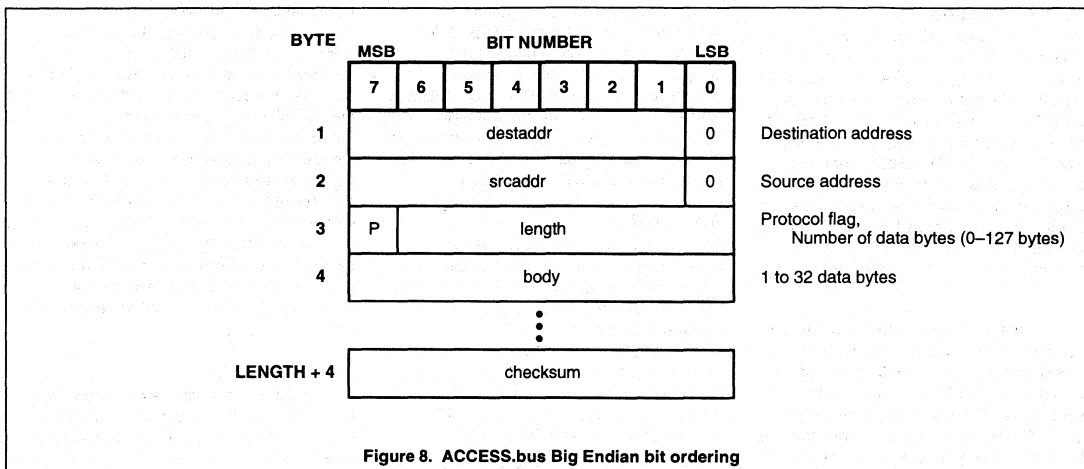 BYTE
BIT NUMBER
MSB
LSB
7 6 5 4 3 2 1 0
1 destaddr 0 Destination address
2 srcaddr 0 Source address
3 P length Protocol flag,
Number of data bytes (0–127 bytes)
4 body 1 to 32 data bytes
LENGTH + 4 checksum
Figure 8. ACCESS.bus Big Endian bit ordering